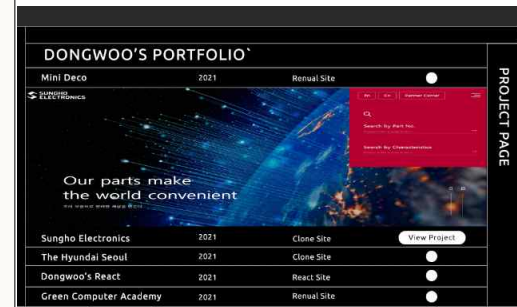 DONGWOO'S PORTFOLIO`
Mini Deco 2021 Renual Site
SUNGHO
ELECTRONICS
Partner Center
Search by Part No.
Search by Characteristics
Our parts make
the world convenient
Sungho Electronics 2021 Clone Site View Project
The Hyundai Seoul 2021 Clone Site
Dongwoo's React 2021 React Site
Green Computer Academy 2021 Renual Site
PROJECT PAGE